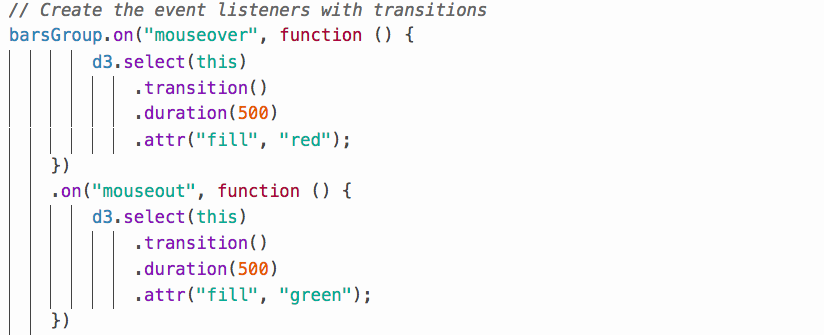 // Create the event listeners with transitions
barsGroup.on("mouseover", function () {
d3.select(this)
.transition()
.duration(500)
.attr("fill", "red");
})
.on("mouseout", function () {
d3.select(this)
.transition()
.duration(500)
.attr("fill", "green");
})